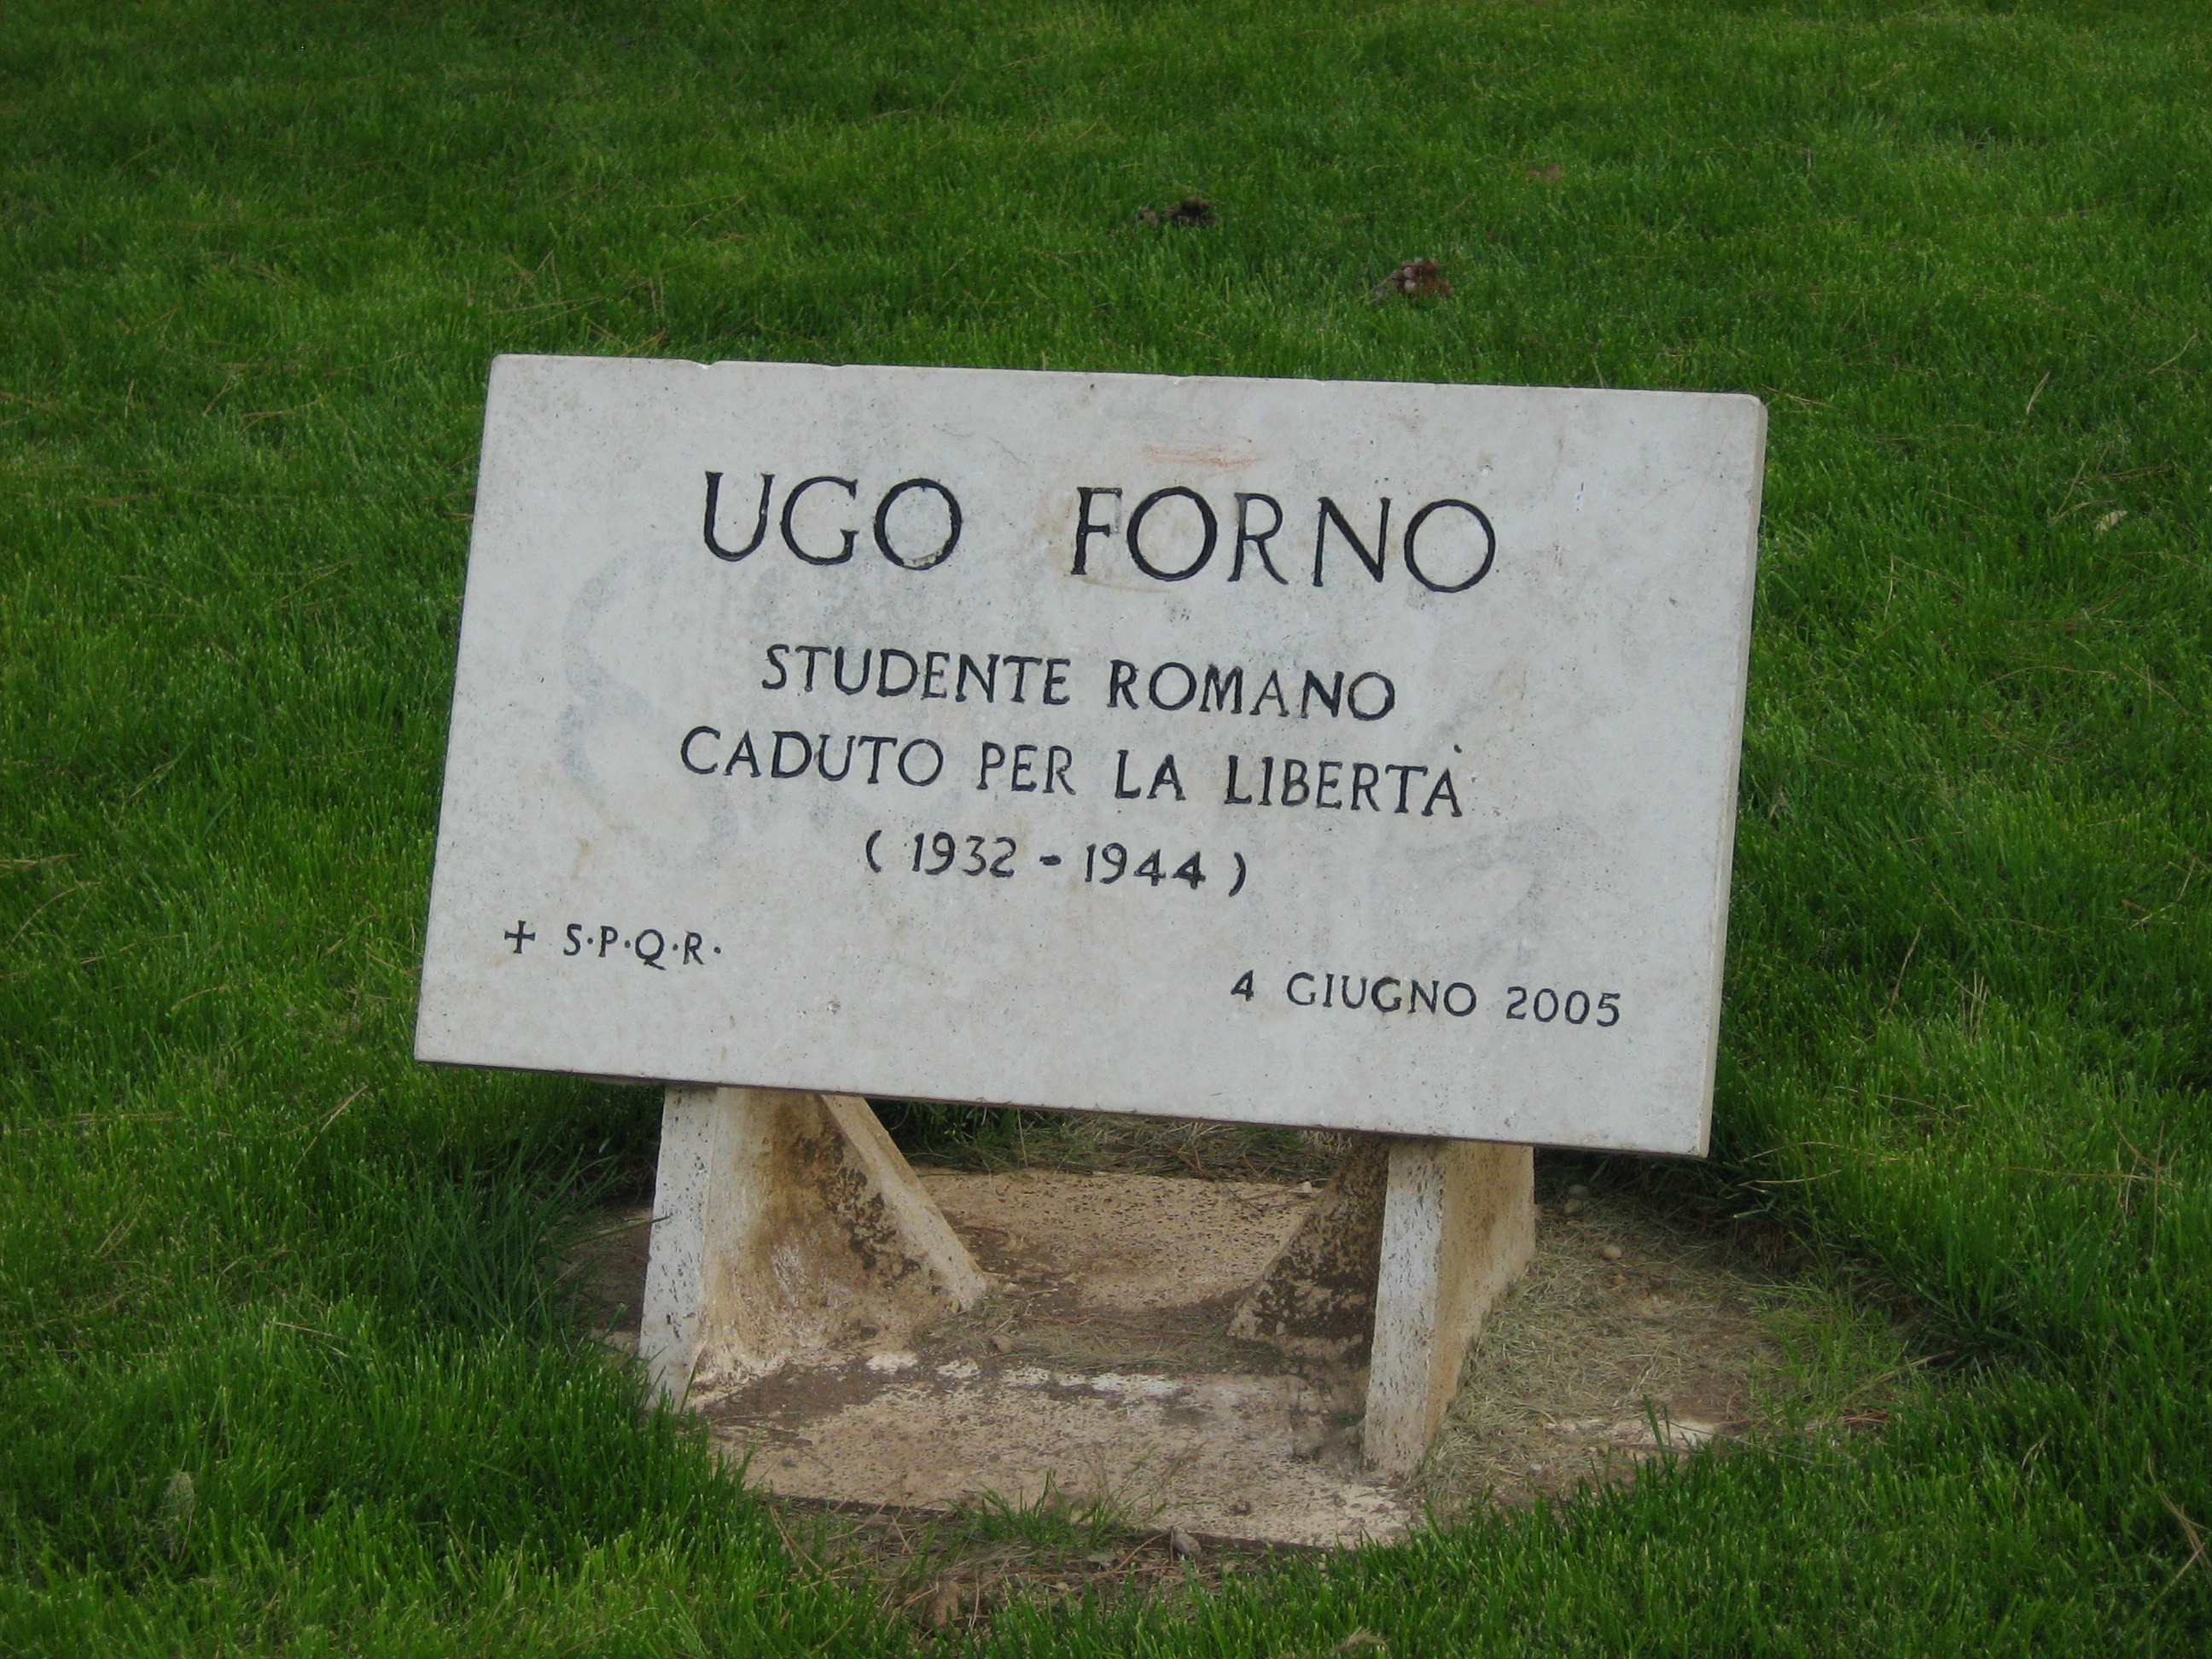 UGO FORNO
STUDENTE ROMANO
CADUTO PER LA LIBERTÀ
( 1932 - 1944 )
+ S·P·Q·R·
4 GIUGNO 2005